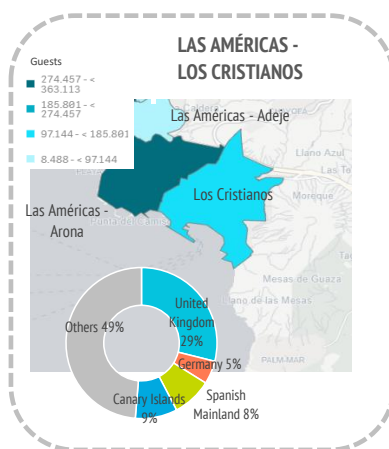 LAS AMÉRICAS -
LOS CRISTIANOS
Guests
274.457 - <
363.113
185.801 - <
274.457
97.144 - < 185.801
8.488 - < 97.144
Las Américas - Adeje
Llano Azul
Los Cristianos
Moreque
Las Américas -
Arona
Mesas de Guaza
Llano de las Mesas
PALM-MAR
Others 49%
United
Kingdom
29%
Germany 5%
Spanish
Mainland 8%
Canary Islands
9%